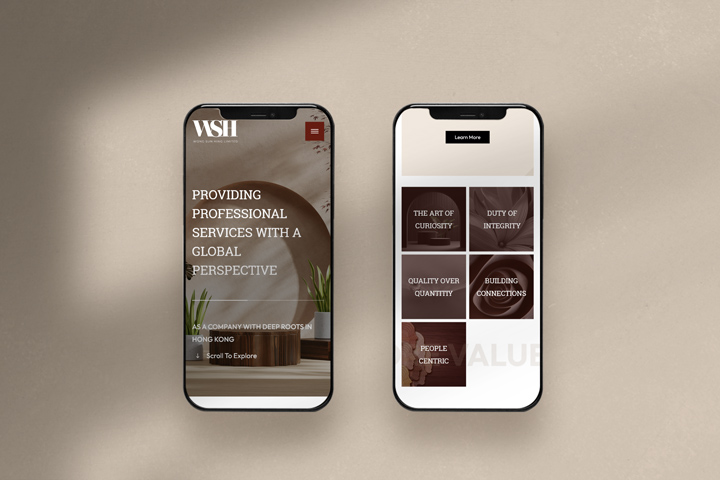 WSH
PROVIDING
PROFESSIONAL
SERVICES WITH A
GLOBAL
PERSPECTIVE
AS A COMPANY WITH DEEP ROOTS IN
HONG KONG
↓ Scroll To Explore
Learn More
THE ART OF
CURIOSITY
DUTY OF
INTEGRITY
QUALITY OVER
QUANTITIY
BUILDING
CONNECTIONS
PEOPLE
CENTRIC
VALUE